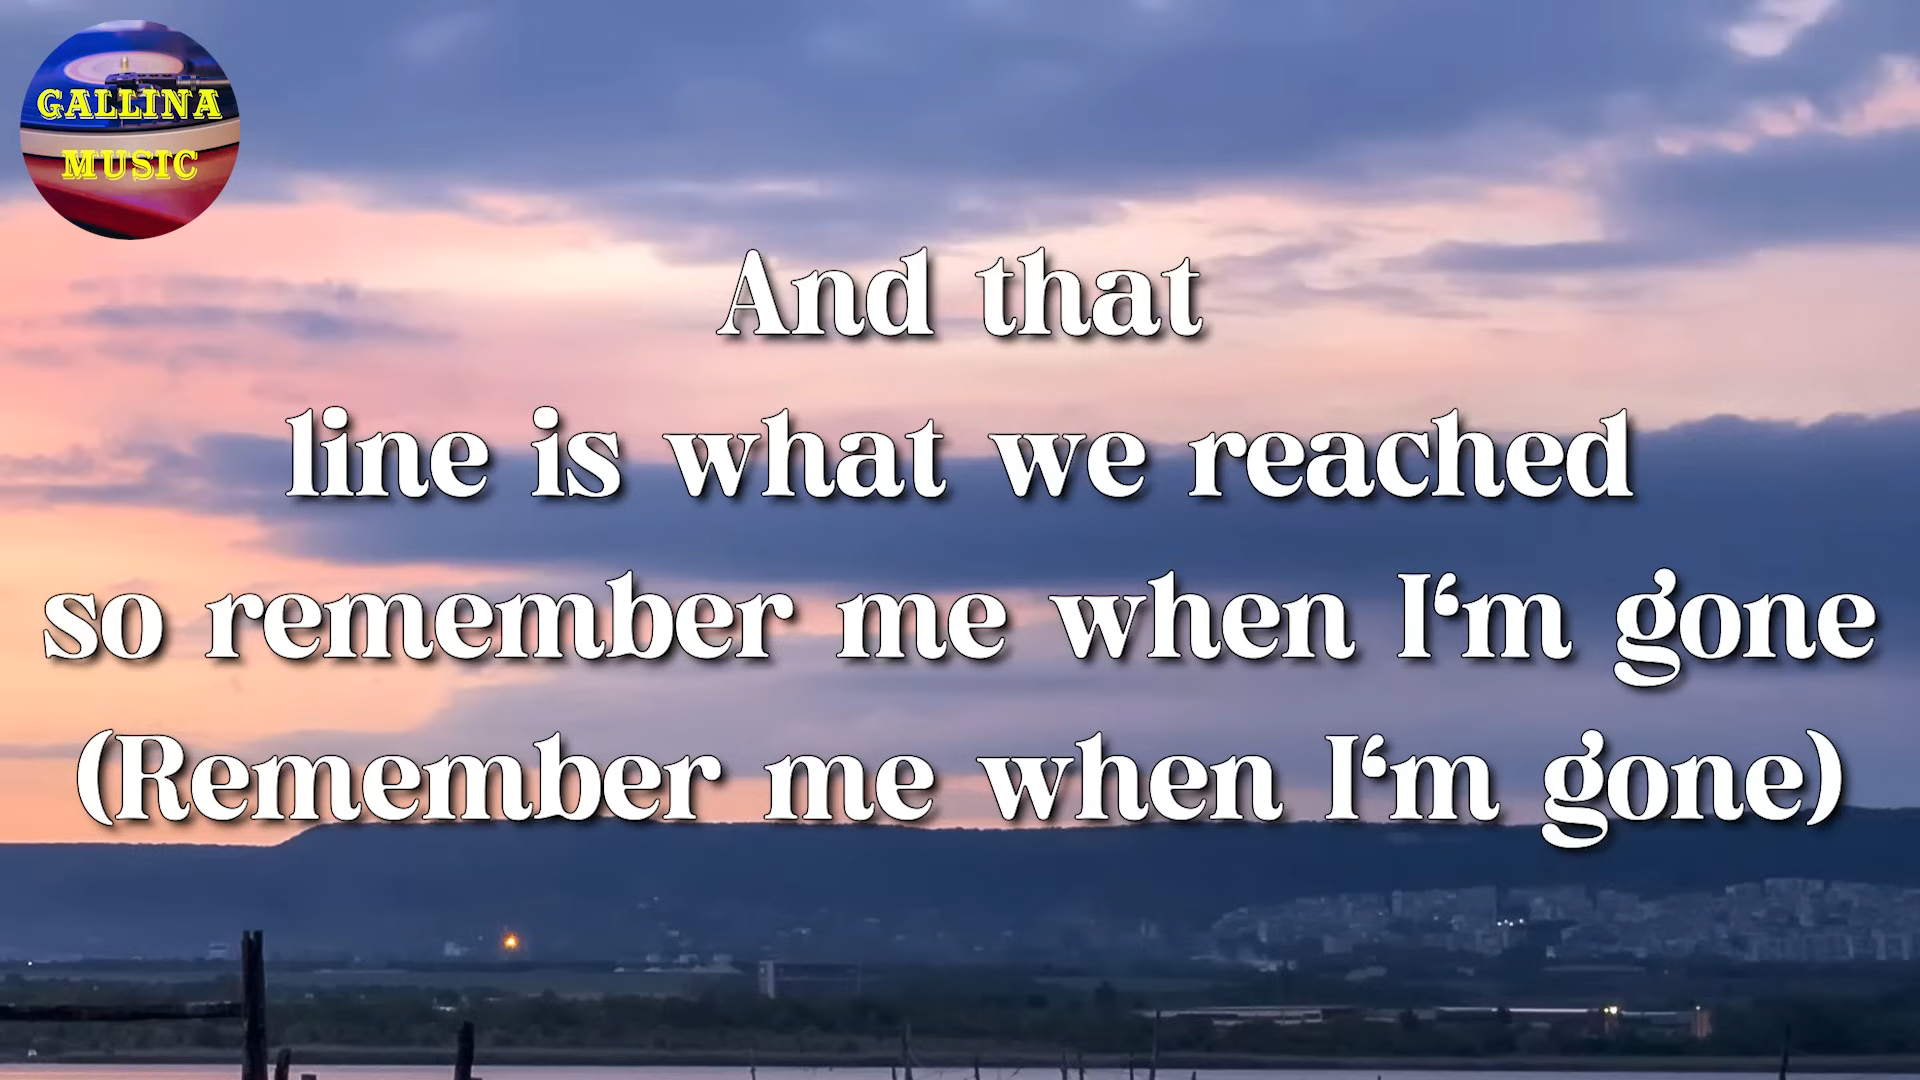 GALLINA
MUSIC
And that
line is what we reached
so remember me when I‘m gone
(Remember me when I‘m gone)